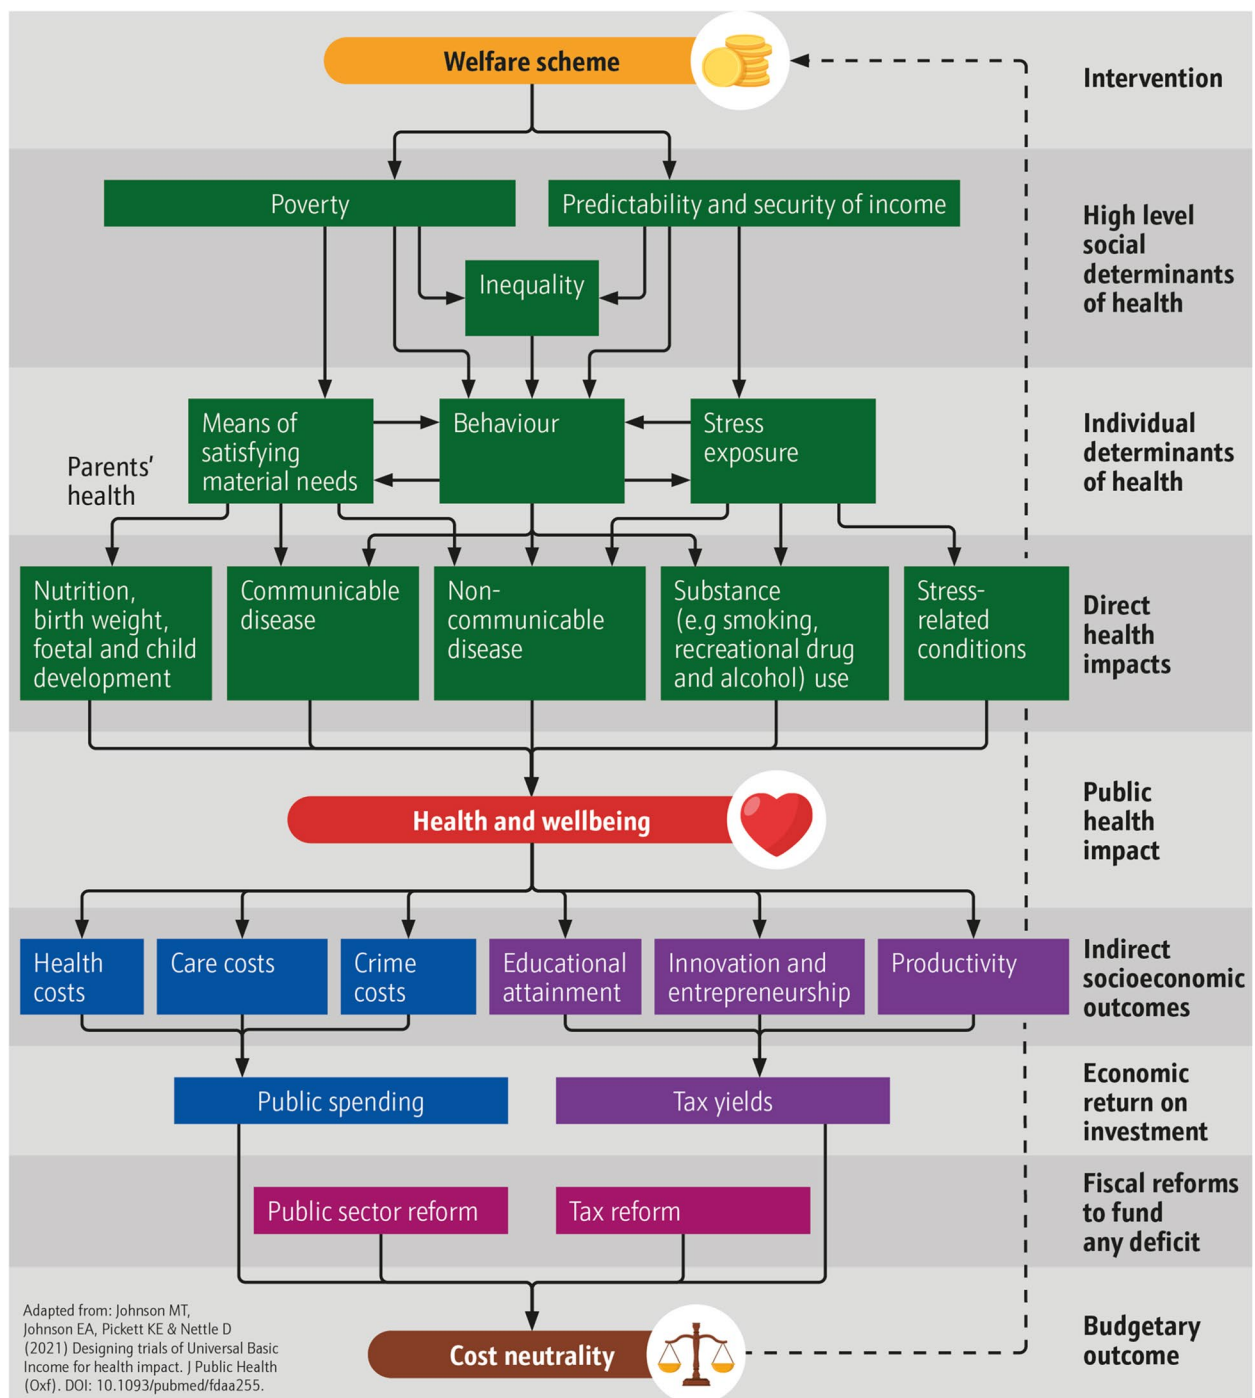 Welfare scheme
Intervention
Poverty
Predictability and security of income
High level
social
determinants
of health
Inequality
Means of
satisfying
material needs
Behaviour
Stress
exposure
Individual
determinants
of health
Parents’
health
Nutrition,
birth weight,
foetal and child
development
Communicable
disease
Non-
communicable
disease
Substance
(e.g smoking,
recreational drug
and alcohol) use
Stress-
related
conditions
Direct
health
impacts
Health and wellbeing
Public
health
impact
Health
costs
Care costs
Crime
costs
Educational
attainment
Innovation and
entrepreneurship
Productivity
Indirect
socioeconomic
outcomes
Public spending
Tax yields
Economic
return on
investment
Public sector reform
Tax reform
Fiscal reforms
to fund
any deficit
Cost neutrality
Budgetary
outcome
Adapted from: Johnson MT,
Johnson EA, Pickett KE & Nettle D
(2021) Designing trials of Universal Basic
Income for health impact. J Public Health
(Oxf). DOI: 10.1093/pubmed/fdaa255.